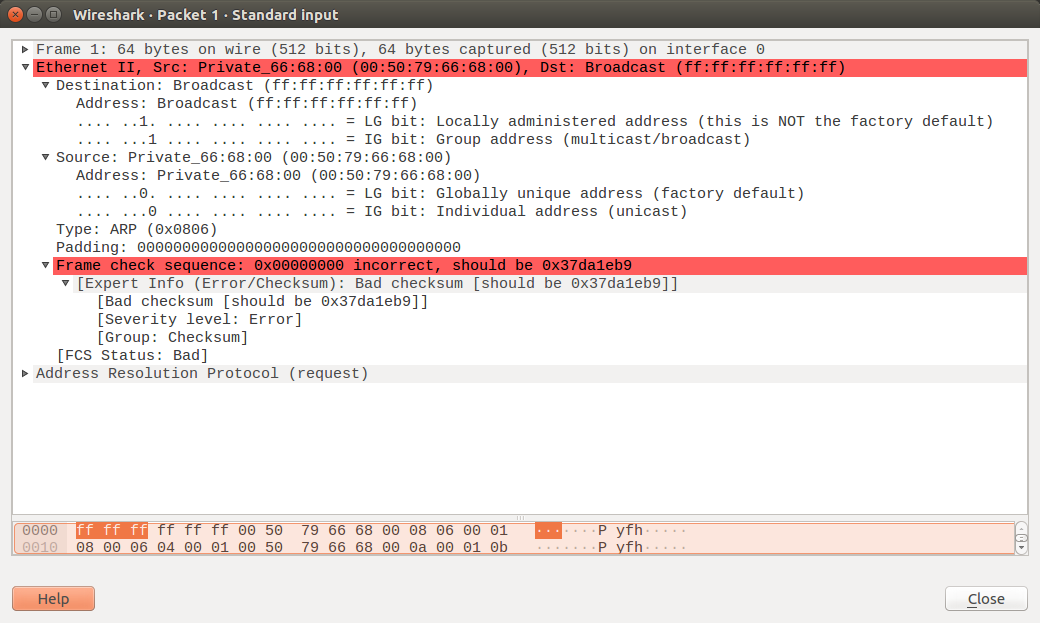 Wireshark · Packet 1 · Standard input
Frame 1: 64 bytes on wire (512 bits), 64 bytes captured (512 bits) on interface 0
Ethernet II, Src: Private_66:68:00 (00:50:79:66:68:00), Dst: Broadcast (ff:ff:ff:ff:ff:ff)
Destination: Broadcast (ff:ff:ff:ff:ff:ff)
Address: Broadcast (ff:ff:ff:ff:ff:ff)
.... ..1. .... .... .... .... = LG bit: Locally administered address (this is NOT the factory default)
.... ...1 .... .... .... .... = IG bit: Group address (multicast/broadcast)
Source: Private_66:68:00 (00:50:79:66:68:00)
Address: Private_66:68:00 (00:50:79:66:68:00)
.... ..0. .... .... .... .... = LG bit: Globally unique address (factory default)
.... ...0 .... .... .... .... = IG bit: Individual address (unicast)
Type: ARP (0x0806)
Padding: 000000000000000000000000000000000000
Frame check sequence: 0x00000000 incorrect, should be 0x37da1eb9
[Expert Info (Error/Checksum): Bad checksum [should be 0x37da1eb9]]
[Bad checksum [should be 0x37da1eb9]]
[Severity level: Error]
[Group: Checksum]
[FCS Status: Bad]
Address Resolution Protocol (request)
0000 ff ff ff ff ff ff 00 50 79 66 68 00 08 06 00 01 ·······P yfh·····
0010 08 00 06 04 00 01 00 50 79 66 68 00 0a 00 01 0b ·······P yfh·····
Help
Close